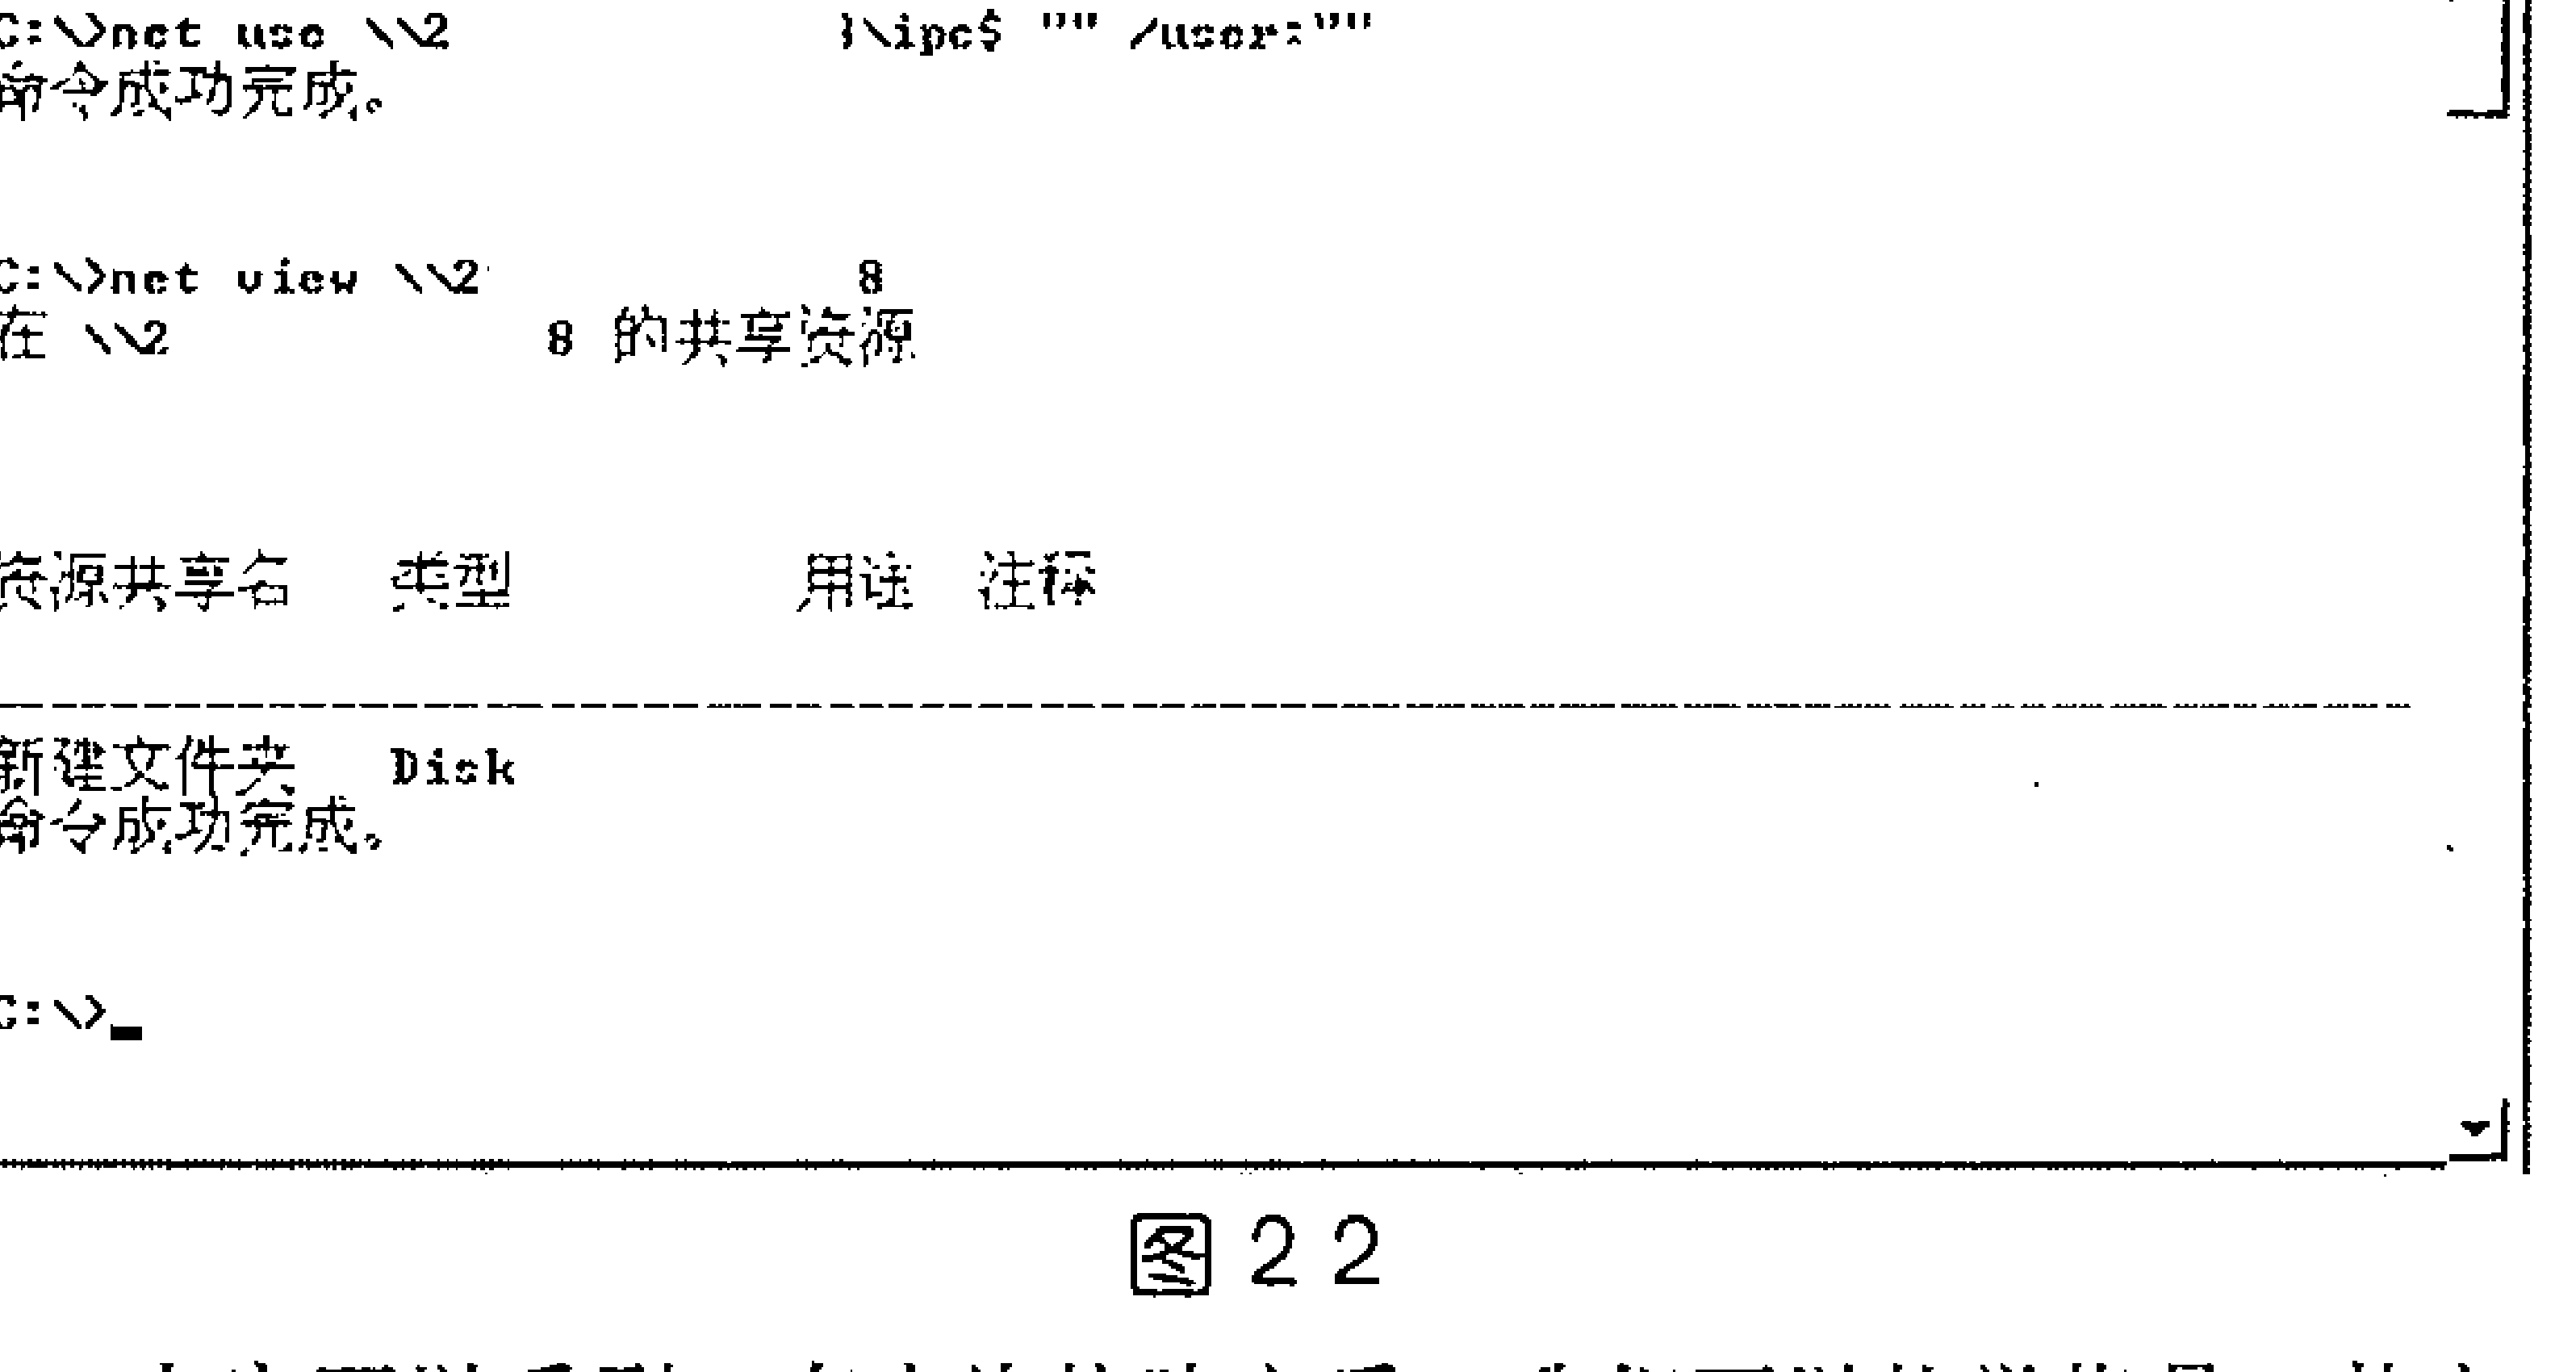 C:\>net use \\2 \ipc$ "" /user:""
命令成功完成。
C:\>net view \\2 8
在 \\2 8 的共享资源
资源共享名 类型 用途 注释
新建文件夹 Disk
命令成功完成。
C:\>_
图22